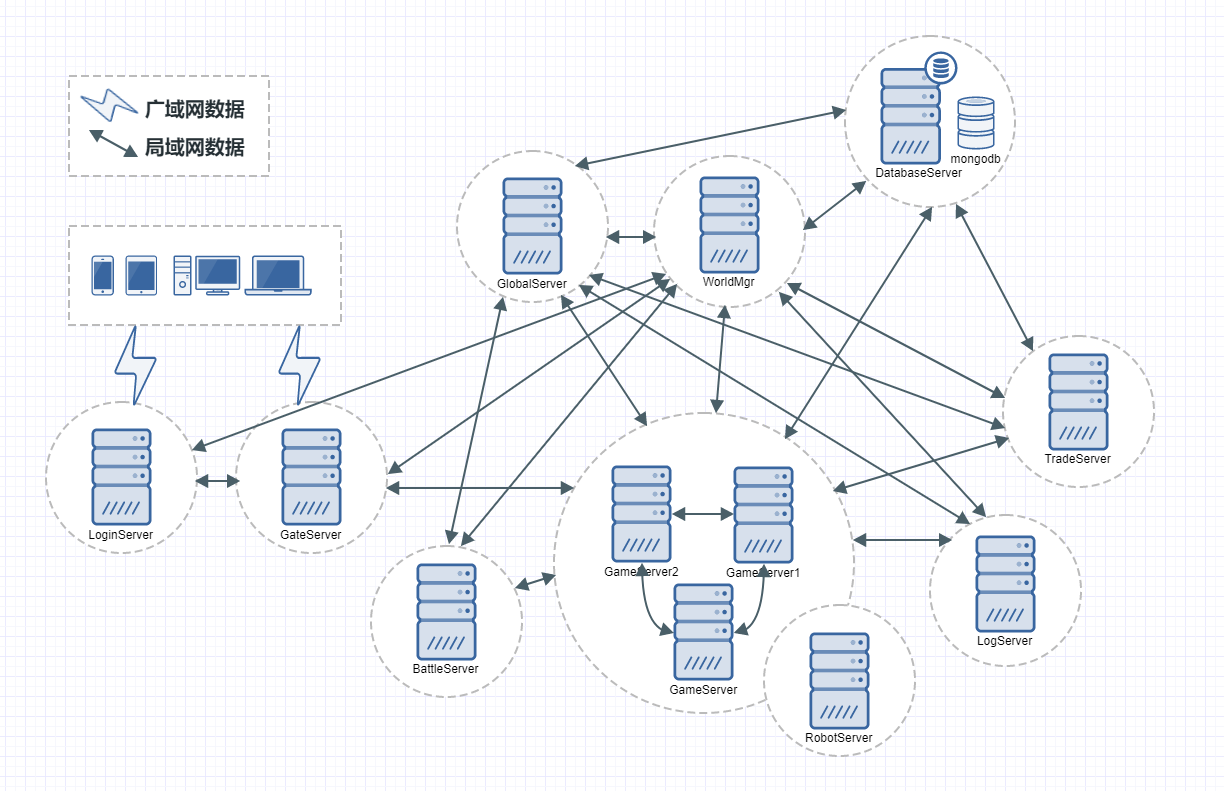 广域网数据
局域网数据
mongodb
DatabaseServer
GlobalServer
WorldMgr
TradeServer
LoginServer
GateServer
GameServer2
GameServer1
BattleServer
GameServer
LogServer
RobotServer